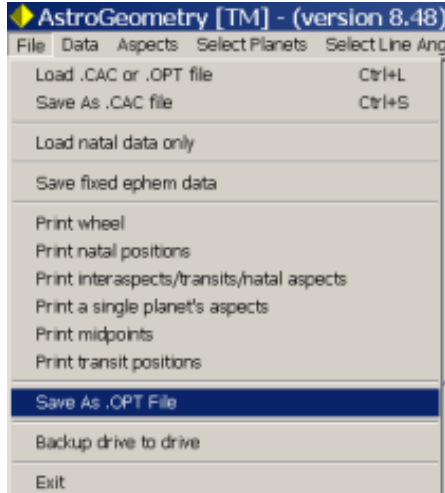 AstroGeometry [TM] - (version 8.48)
File Data Aspects Select Planets Select Line Ang
Load .CAC or .OPT file Ctrl+L
Save As .CAC file Ctrl+S
Load natal data only
Save fixed ephem data
Print wheel
Print natal positions
Print interaspects/transits/natal aspects
Print a single planet's aspects
Print midpoints
Print transit positions
Save As .OPT File
Backup drive to drive
Exit